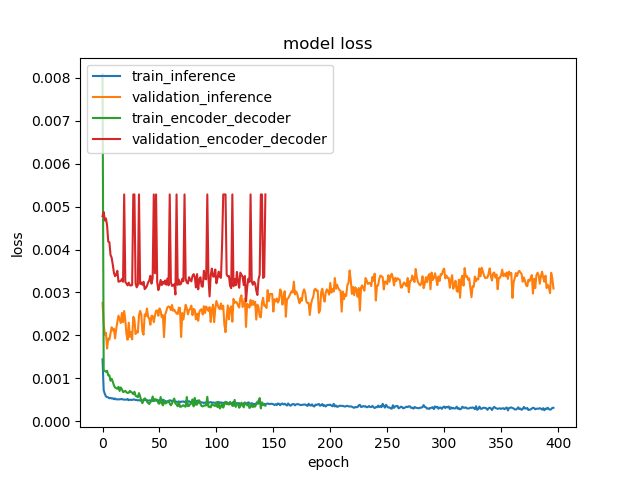 model loss
train_inference
validation_inference
train_encoder_decoder
validation_encoder_decoder
loss
0.008
0.007
0.006
0.005
0.004
0.003
0.002
0.001
0.000
0 50 100 150 200 250 300 350 400
epoch